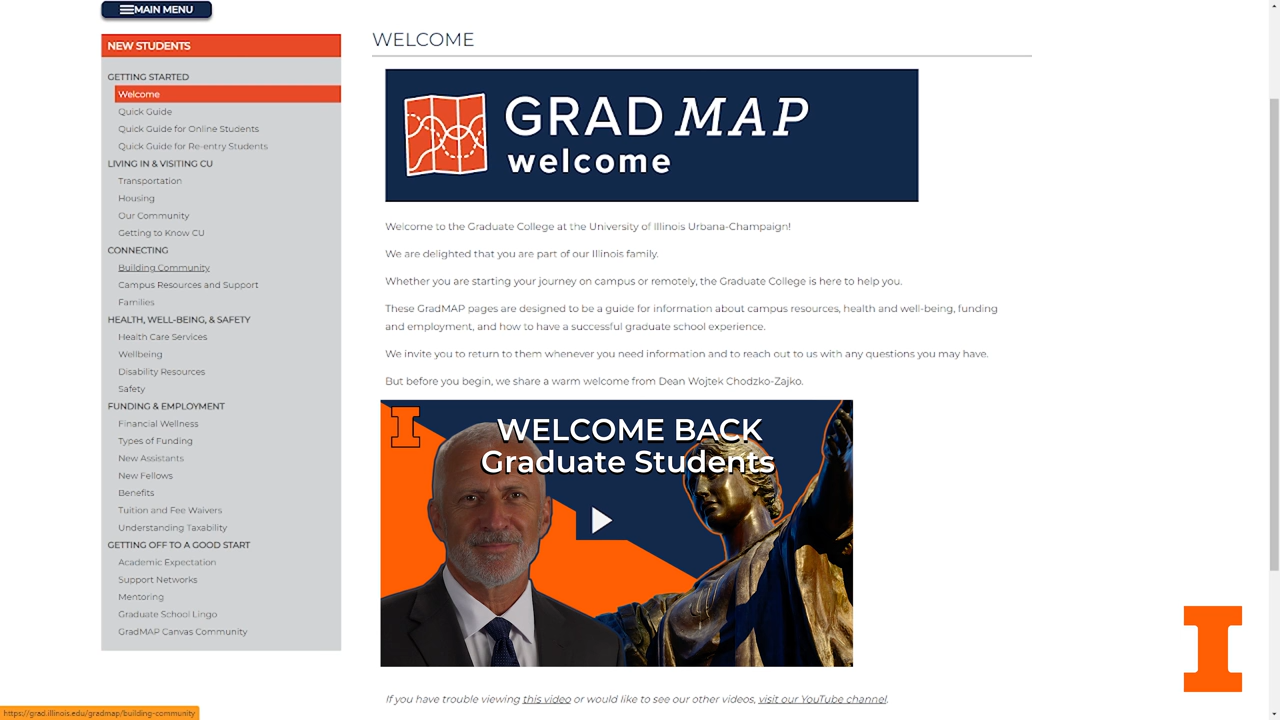 MAIN MENU
NEW STUDENTS
GETTING STARTED
Welcome
Quick Guide
Quick Guide for Online Students
Quick Guide for Re-entry Students
LIVING IN & VISITING CU
Transportation
Housing
Our Community
Getting to Know CU
CONNECTING
Building Community
Campus Resources and Support
Families
HEALTH, WELL-BEING, & SAFETY
Health Care Services
Wellbeing
Disability Resources
Safety
FUNDING & EMPLOYMENT
Financial Wellness
Types of Funding
New Assistants
New Fellows
Benefits
Tuition and Fee Waivers
Understanding Taxability
GETTING OFF TO A GOOD START
Academic Expectation
Support Networks
Mentoring
Graduate School Lingo
GradMAP Canvas Community
WELCOME
GRAD MAP
welcome
Welcome to the Graduate College at the University of Illinois Urbana-Champaign!
We are delighted that you are part of our Illinois family.
Whether you are starting your journey on campus or remotely, the Graduate College is here to help you.
These GradMAP pages are designed to be a guide for information about campus resources, health and well-being, funding
and employment, and how to have a successful graduate school experience.
We invite you to return to them whenever you need information and to reach out to us with any questions you may have.
But before you begin, we share a warm welcome from Dean Wojtek Chodzko-Zajko.
I
WELCOME BACK
Graduate Students
I
If you have trouble viewing this video or would like to see our other videos, visit our YouTube channel.
https://grad.illinois.edu/gradmap/building-community